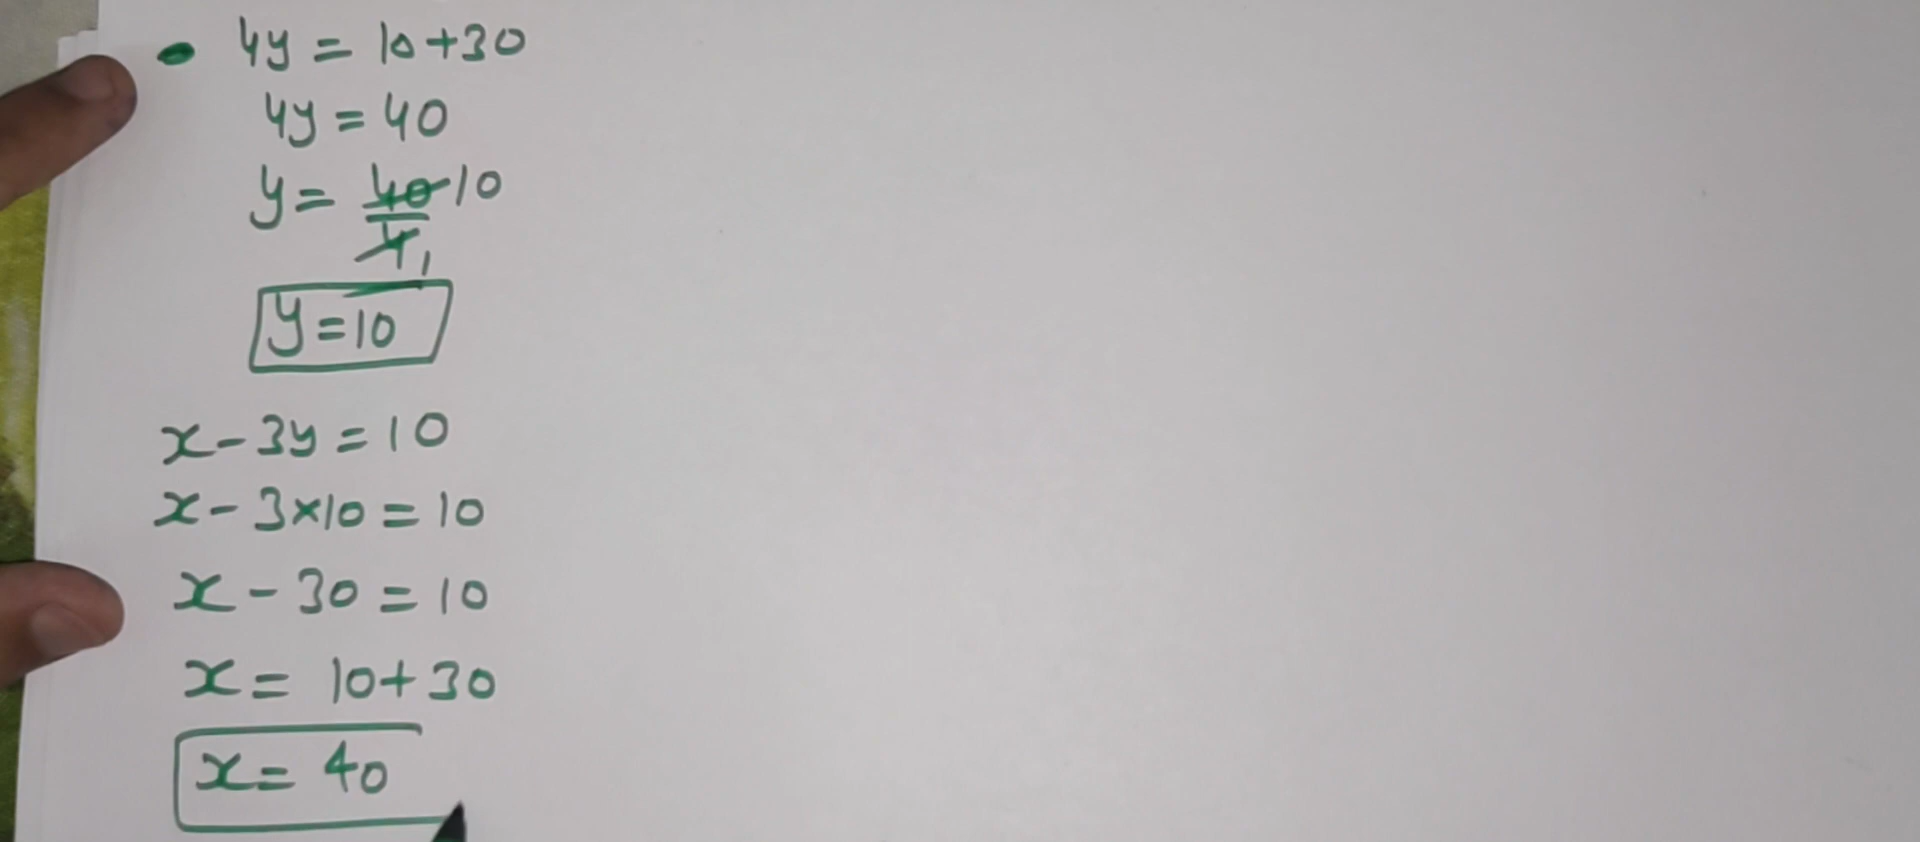 4y = 10+30
4y = 40
y = 40/4 10 1
y = 10
x - 3y = 10
x - 3×10 = 10
x - 30 = 10
x = 10+30
x = 40